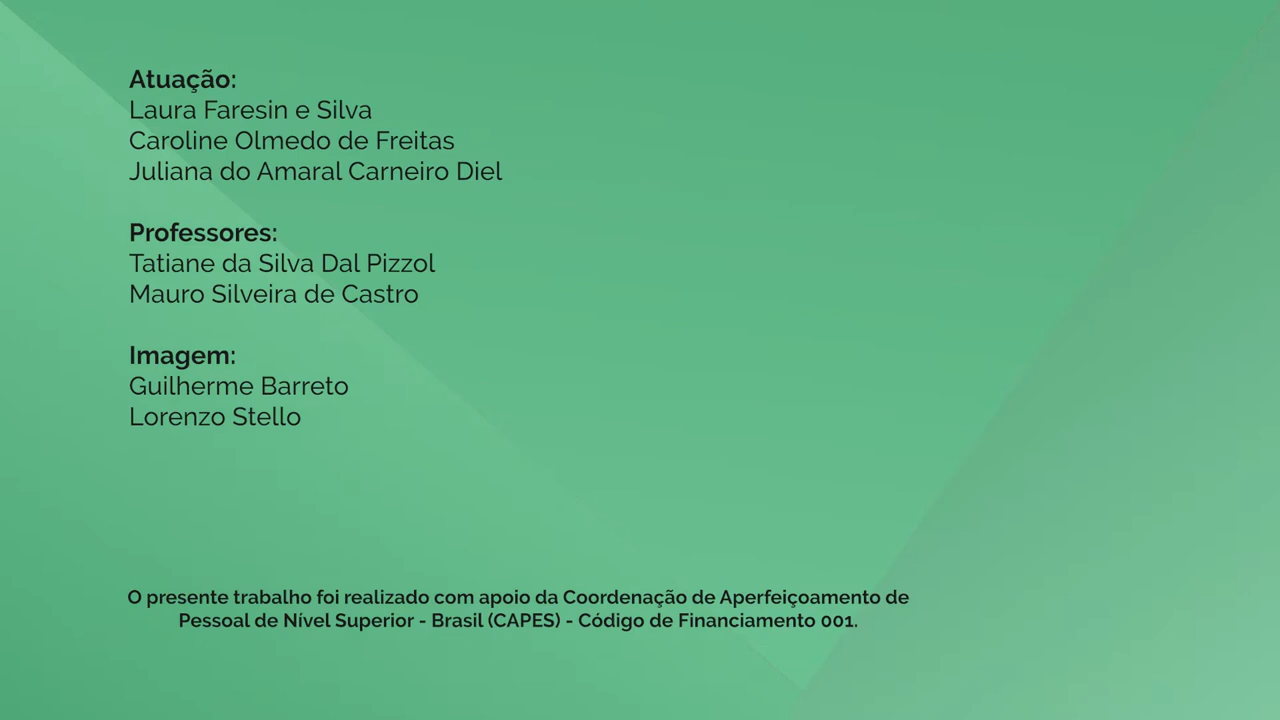 Atuação:
Laura Faresin e Silva
Caroline Olmedo de Freitas
Juliana do Amaral Carneiro Diel
Professores:
Tatiane da Silva Dal Pizzol
Mauro Silveira de Castro
Imagem:
Guilherme Barreto
Lorenzo Stello
O presente trabalho foi realizado com apoio da Coordenação de Aperfeiçoamento de
Pessoal de Nível Superior - Brasil (CAPES) - Código de Financiamento 001.